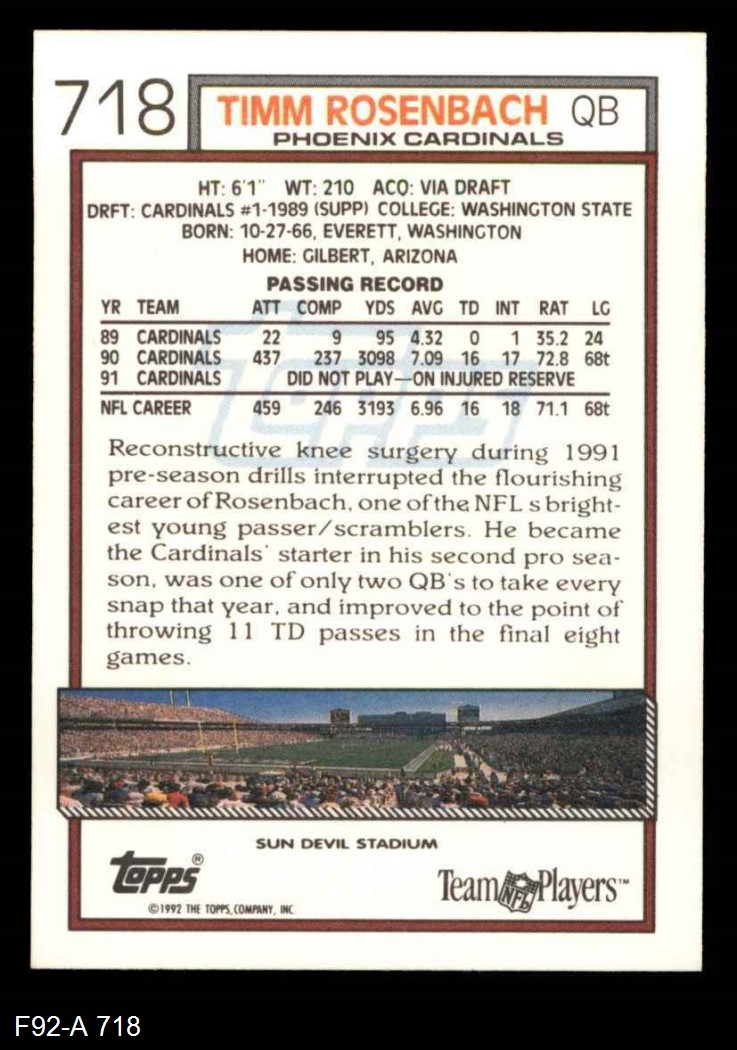 718 TIMM ROSENBACH QB
PHOENIX CARDINALS
HT: 6'1" WT: 210 ACQ: VIA DRAFT
DRFT: CARDINALS #1-1989 (SUPP) COLLEGE: WASHINGTON STATE
BORN: 10-27-66, EVERETT, WASHINGTON
HOME: GILBERT, ARIZONA
PASSING RECORD
YR TEAM ATT COMP YDS AVG TD INT RAT LG
89 CARDINALS 22 9 95 4.32 0 1 35.2 24
90 CARDINALS 437 237 3098 7.09 16 17 72.8 68t
91 CARDINALS DID NOT PLAY—ON INJURED RESERVE
NFL CAREER 459 246 3193 6.96 16 18 71.1 68t
topps
Reconstructive knee surgery during 1991
pre-season drills interrupted the flourishing
career of Rosenbach, one of the NFL s bright-
est young passer/scramblers. He became
the Cardinals' starter in his second pro sea-
son, was one of only two QB's to take every
snap that year, and improved to the point of
throwing 11 TD passes in the final eight
games.
SUN DEVIL STADIUM
topps®
©1992 THE TOPPS COMPANY, INC.
Team NFL Players™
F92-A 718